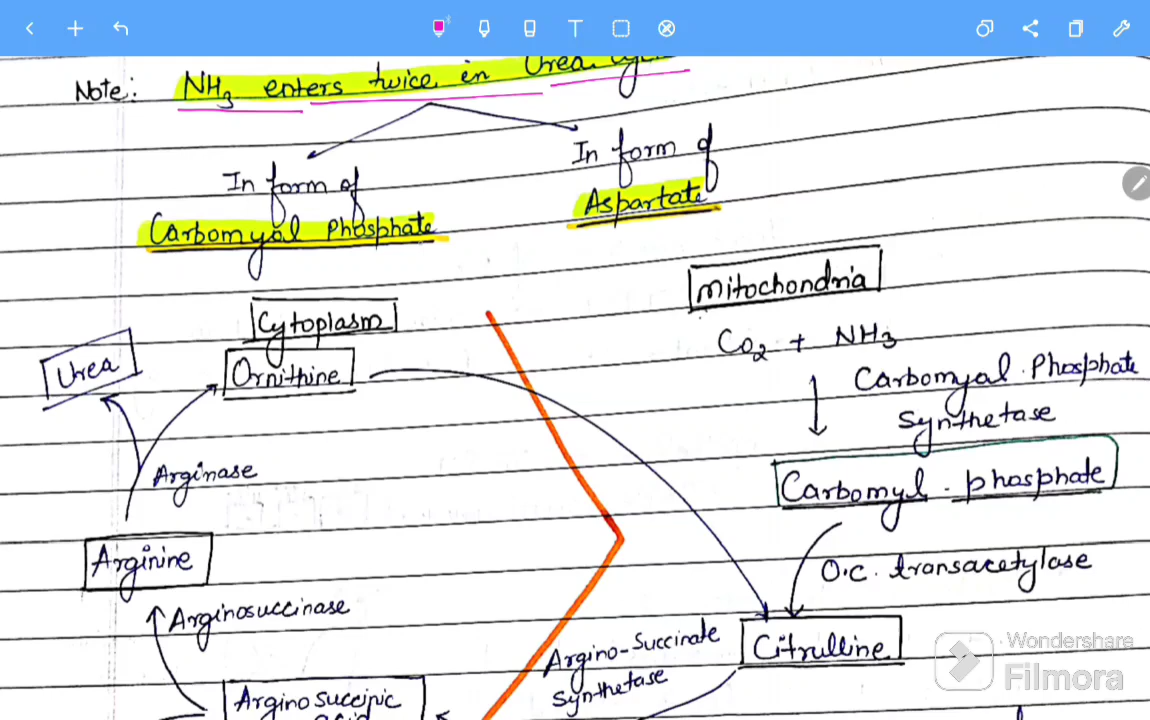 Note: NH3 enters twice in Urea
In form of
Carbomyal Phosphate
In form of
Aspartate
Mitochondria
CO2 + NH3
Carbomyal Phosphate
Synthetase
Carbomyl phosphate
O.C. transacetylase
Citrulline
Cytoplasm
Ornithine
Urea
Arginase
Arginine
Arginosuccinase
Argino-Succinate
Synthetase
Argino succinic
acid
Wondershare
Filmora